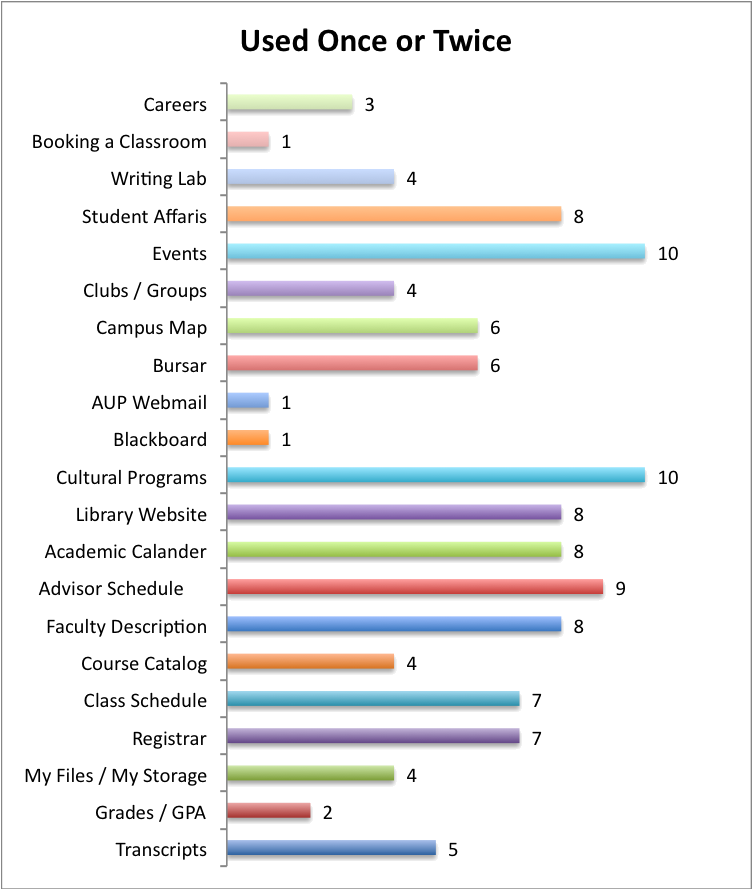 Used Once or Twice
Careers 3
Booking a Classroom 1
Writing Lab 4
Student Affaris 8
Events 10
Clubs / Groups 4
Campus Map 6
Bursar 6
AUP Webmail 1
Blackboard 1
Cultural Programs 10
Library Website 8
Academic Calander 8
Advisor Schedule 9
Faculty Description 8
Course Catalog 4
Class Schedule 7
Registrar 7
My Files / My Storage 4
Grades / GPA 2
Transcripts 5